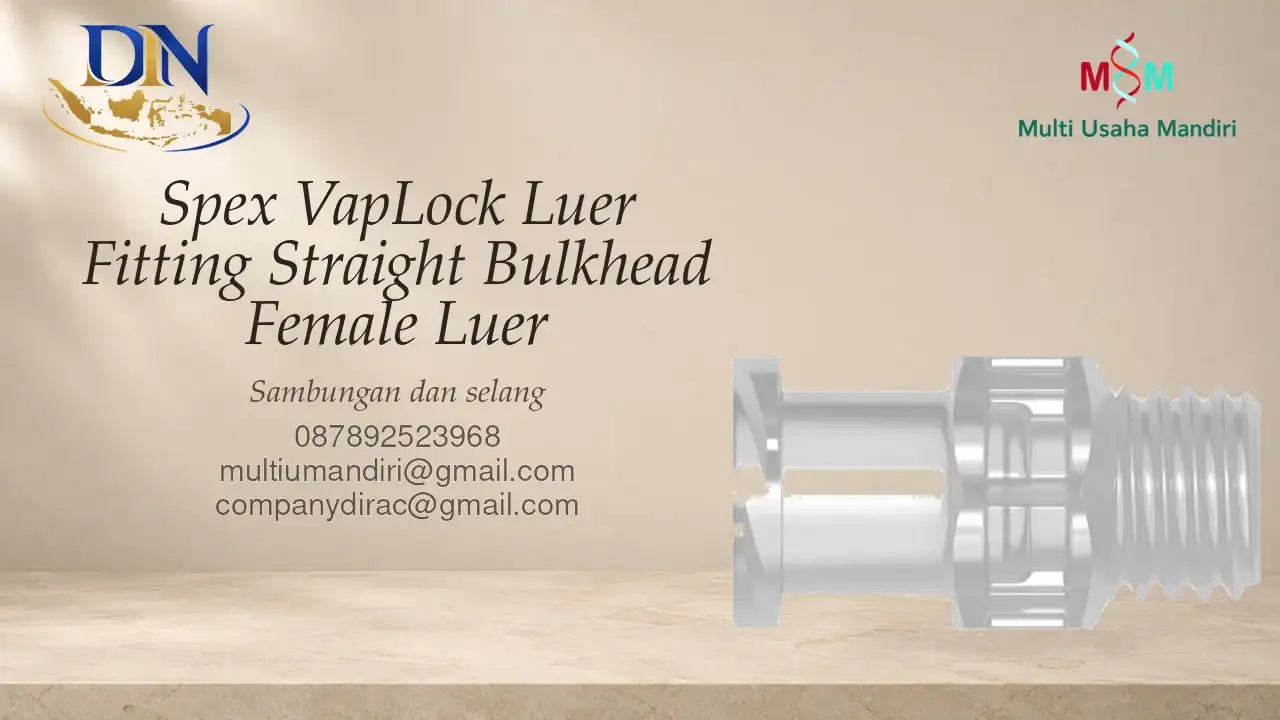 DIN
MSM
Multi Usaha Mandiri
Spex VapLock Luer
Fitting Straight Bulkhead
Female Luer
Sambungan dan selang
087892523968
multiumandiri@gmail.com
companydirac@gmail.com